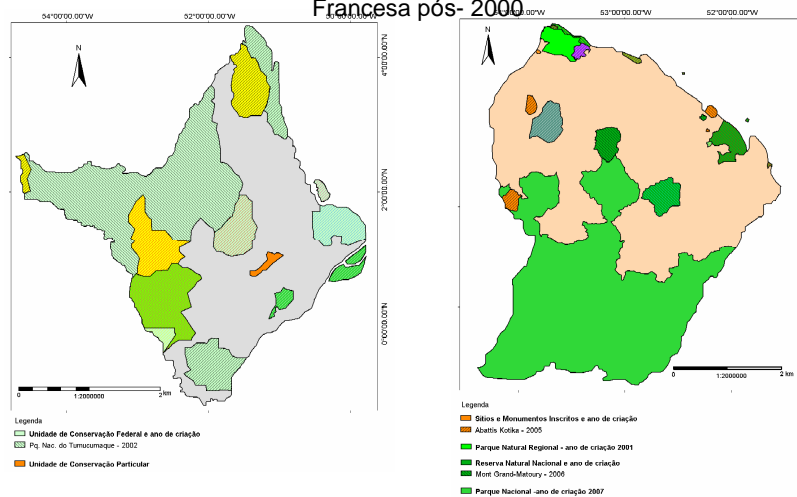 Francesa pós- 2000
54°00'00.00"W
52°00'00.00"W
50°00'00.00"W
N
4°00'00.00"N
2°00'00.00"N
0°00'00.00"N
0
1:2000000
2
km
Legenda
Unidade de Conservação Federal e ano de criação
Pq. Nac. do Tumucumaque - 2002
Unidade de Conservação Particular
53°00'00.00"W
52°00'00.00"W
N
0
1:2000000
2
km
Legenda
Sítios e Monumentos Inscritos e ano de criação
Abattis Kotika - 2005
Parque Natural Regional - ano de criação 2001
Reserva Natural Nacional e ano de criação
Mont Grand-Matoury - 2006
Parque Nacional -ano de criação 2007